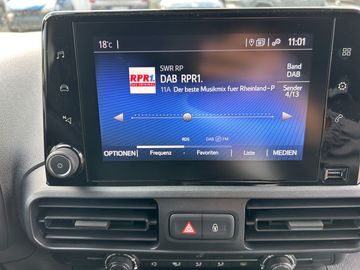 18°C
11:01
SWR RP
RPR1.
DAB RPR1.
11A Der beste Musikmix fuer Rheinland-P
Band
DAB
Sender
4/13
RDS DAB FM
OPTIONEN Frequenz Favoriten Liste MEDIEN